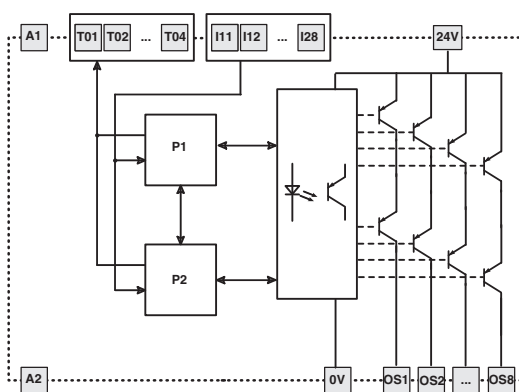 A1 T01 T02 ... T04 I11 I12 ... I28 24V
P1
P2
A2 0V OS1 OS2 ... OS8